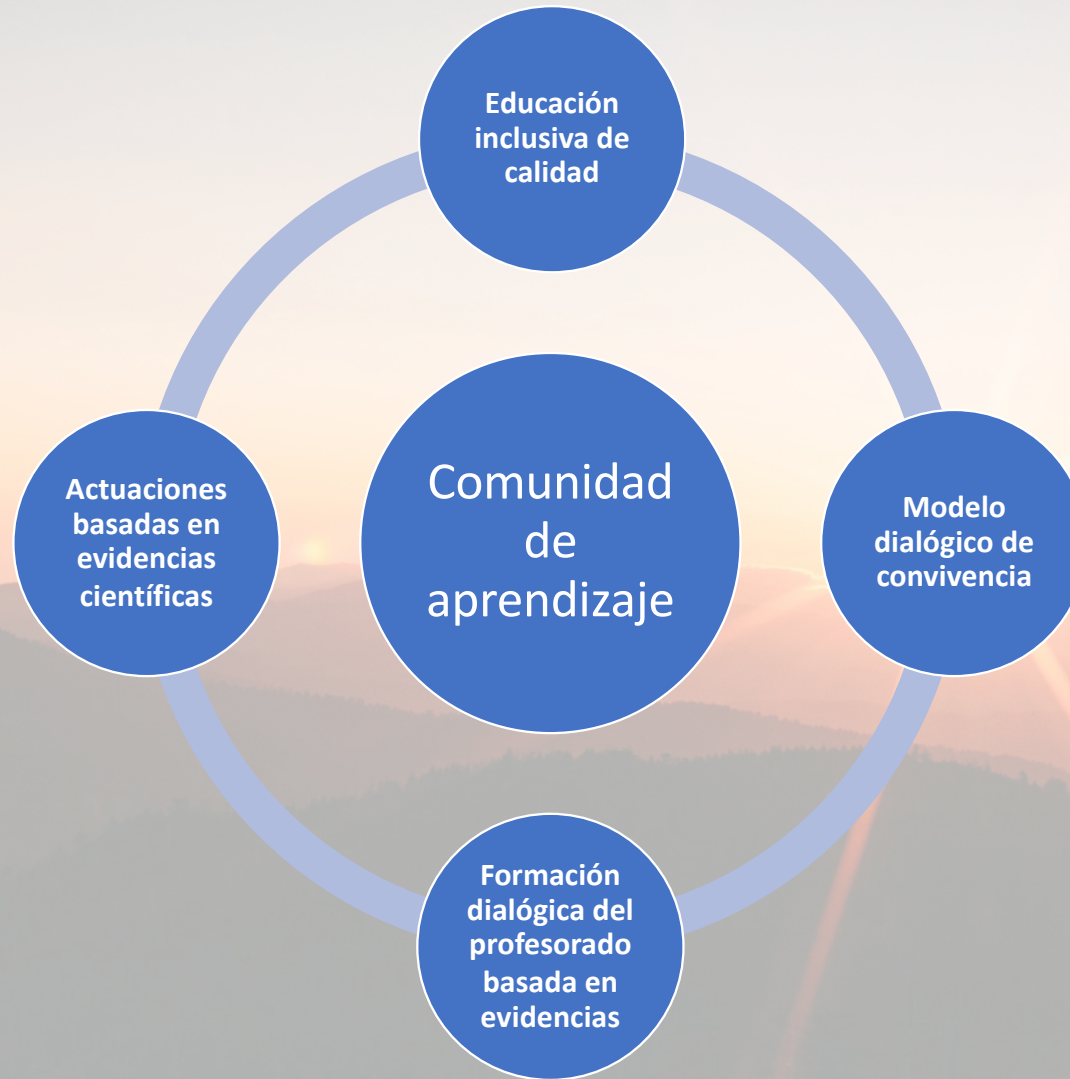 Educación
inclusiva de
calidad
Comunidad
de
aprendizaje
Modelo
dialógico de
convivencia
Formación
dialógica del
profesorado
basada en
evidencias
Actuaciones
basadas en
evidencias
científicas